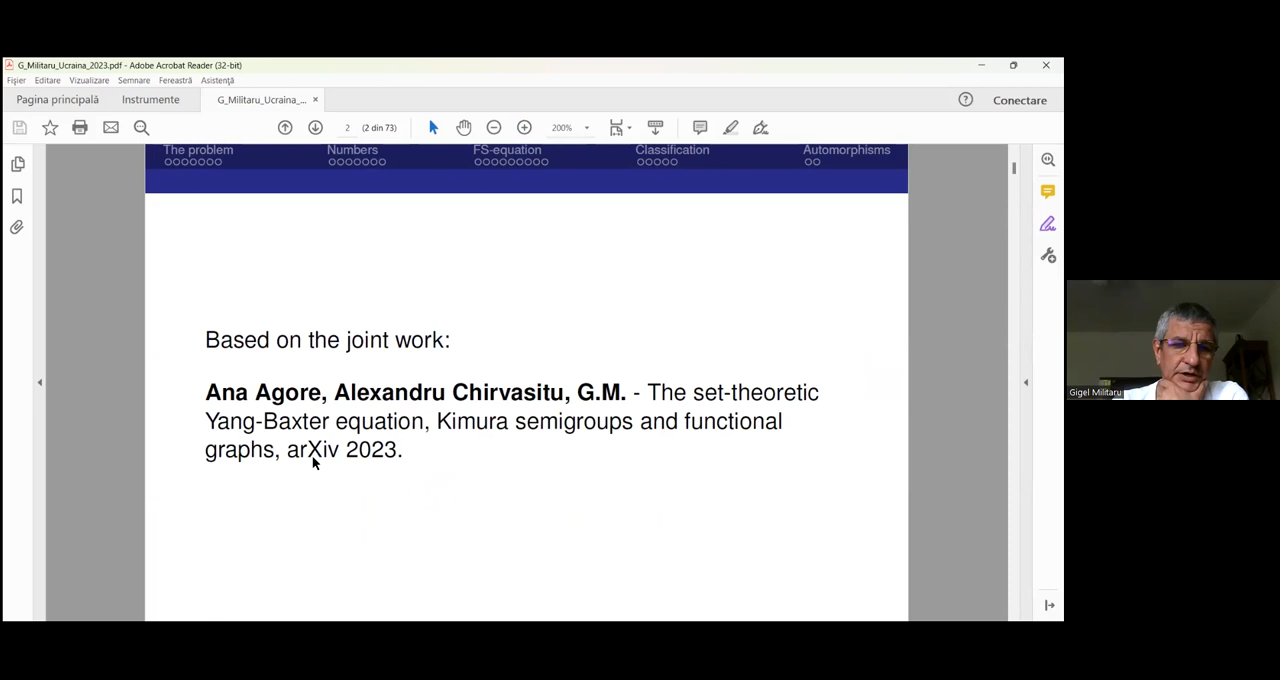 G_Militaru_Ucraina_2023.pdf - Adobe Acrobat Reader (32-bit)
Fișier Editare Vizualizare Semnare Fereastră Asistență
Pagina principală Instrumente G_Militaru_Ucraina_... × Conectare
2 (2 din 73) 200%
The problem Numbers FS-equation Classification Automorphisms
Based on the joint work:
Ana Agore, Alexandru Chirvasitu, G.M. - The set-theoretic
Yang-Baxter equation, Kimura semigroups and functional
graphs, arXiv 2023.
Gigel Militaru